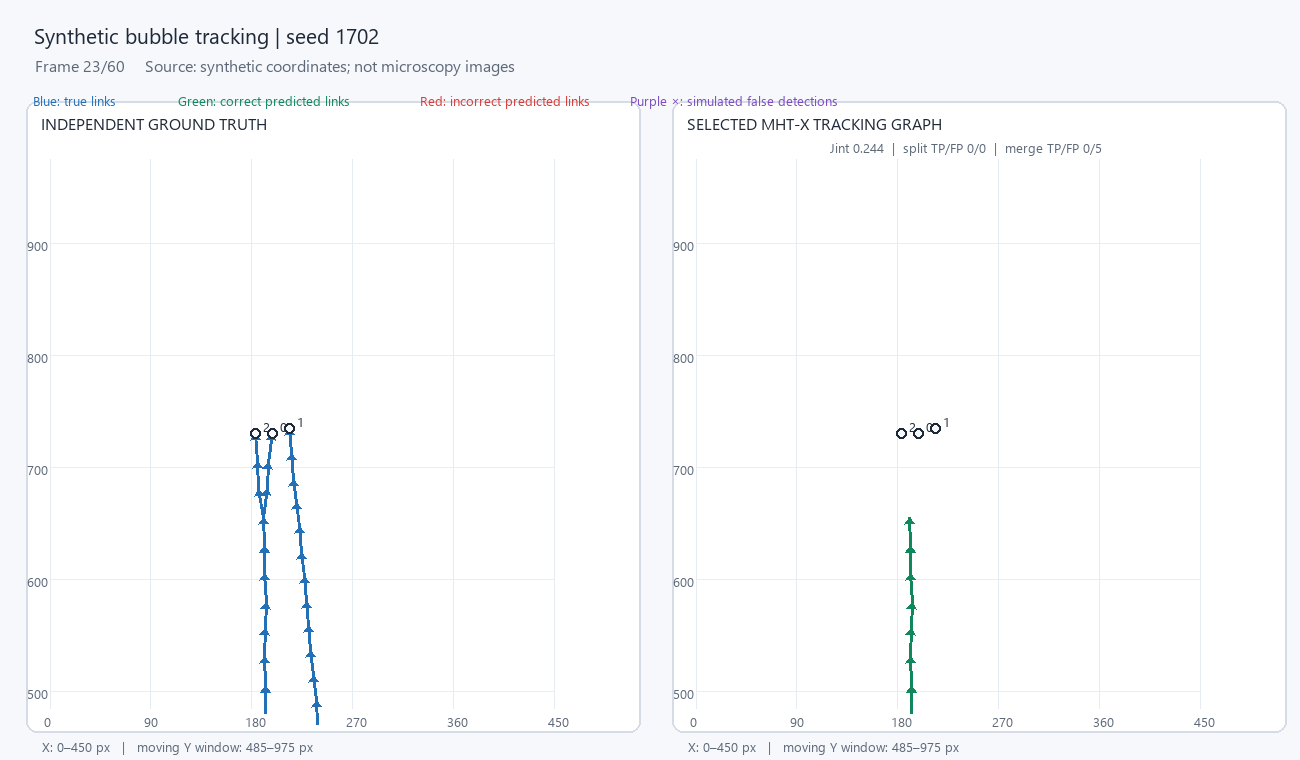 Synthetic bubble tracking | seed 1702
Frame 23/60 Source: synthetic coordinates; not microscopy images
Blue: true links Green: correct predicted links Red: incorrect predicted links Purple ×: simulated false detections
INDEPENDENT GROUND TRUTH
900
800
700
600
500
2 0 1
0 90 180 270 360 450
X: 0–450 px | moving Y window: 485–975 px
SELECTED MHT-X TRACKING GRAPH
Jint 0.244 | split TP/FP 0/0 | merge TP/FP 0/5
900
800
700
600
500
2 0 1
0 90 180 270 360 450
X: 0–450 px | moving Y window: 485–975 px